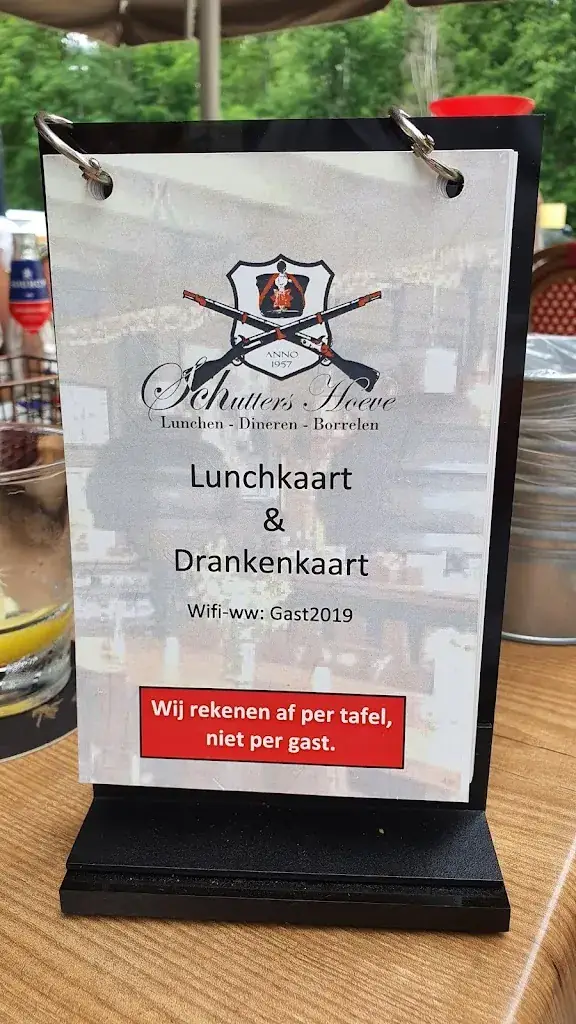 ANNO
1957
Schutters Hoeve
Lunchen - Dineren - Borrelen
Lunchkaart
&
Drankenkaart
Wifi-ww: Gast2019
Wij rekenen af per tafel,
niet per gast.